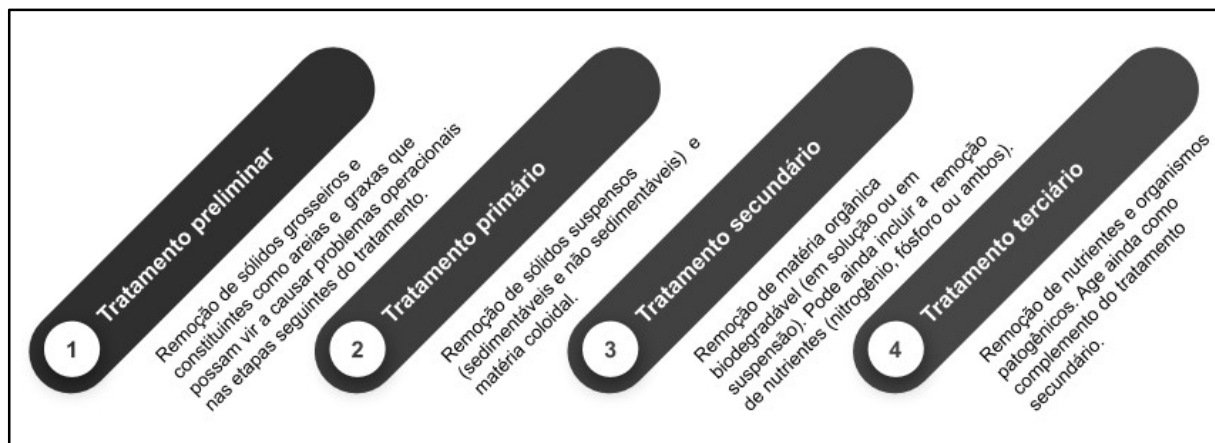 1
Tratamento preliminar
Remoção de sólidos grosseiros e
constituintes como areias e graxas que
possam vir a causar problemas operacionais
nas etapas seguintes do tratamento.
2
Tratamento primário
Remoção de sólidos suspensos
(sedimentáveis e não sedimentáveis) e
matéria coloidal.
3
Tratamento secundário
Remoção de matéria orgânica
biodegradável (em solução ou em
suspensão). Pode ainda incluir a remoção
de nutrientes (nitrogênio, fósforo ou ambos).
4
Tratamento terciário
Remoção de nutrientes e organismos
patogênicos. Age ainda como
complemento do tratamento
secundário.